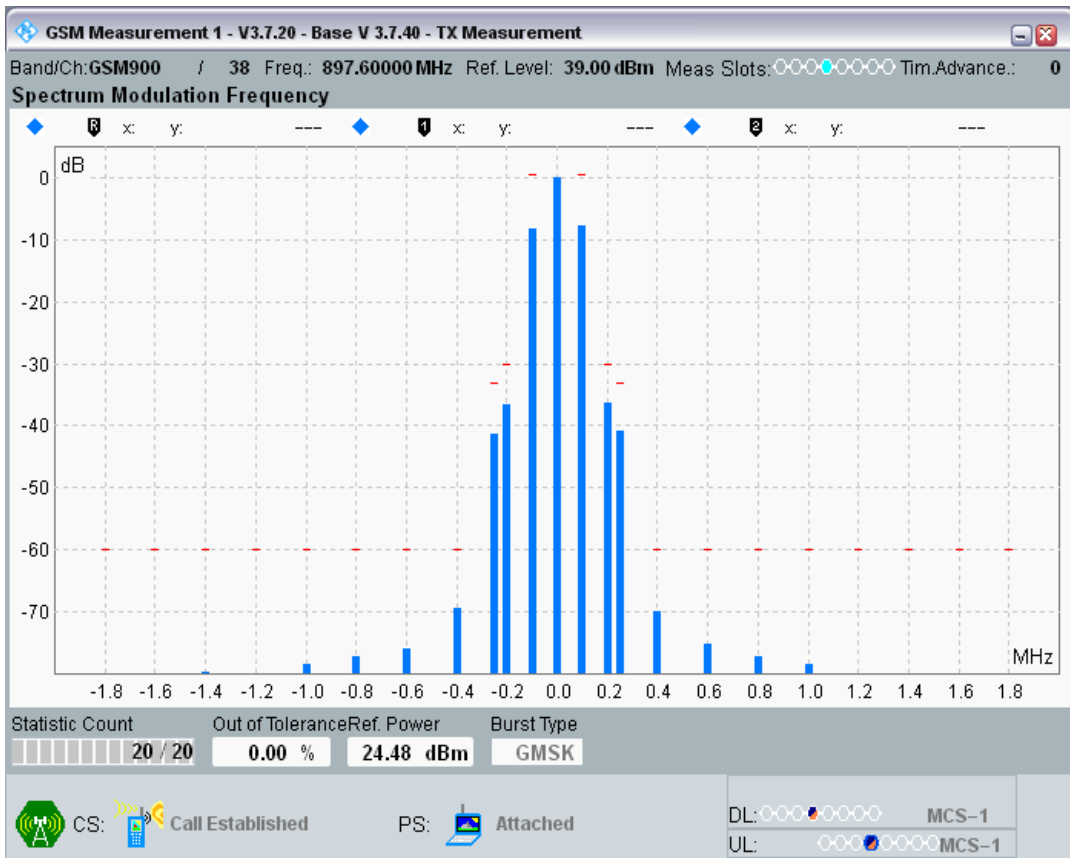 GSM Measurement 1 - V3.7.20 - Base V 3.7.40 - TX Measurement
Band/Ch:GSM900 / 38 Freq.: 897.60000 MHz Ref. Level: 39.00 dBm Meas Slots: Tim.Advance.: 0
Spectrum Modulation Frequency
R x: y: --- 1 x: y: --- 2 x: y: ---
dB
0
-10
-20
-30
-40
-50
-60
-70
MHz
-1.8 -1.6 -1.4 -1.2 -1.0 -0.8 -0.6 -0.4 -0.2 0.0 0.2 0.4 0.6 0.8 1.0 1.2 1.4 1.6 1.8
Statistic Count Out of Tolerance Ref. Power Burst Type
20 / 20 0.00 % 24.48 dBm GMSK
CS: Call Established PS: Attached
DL: MCS-1
UL: MCS-1